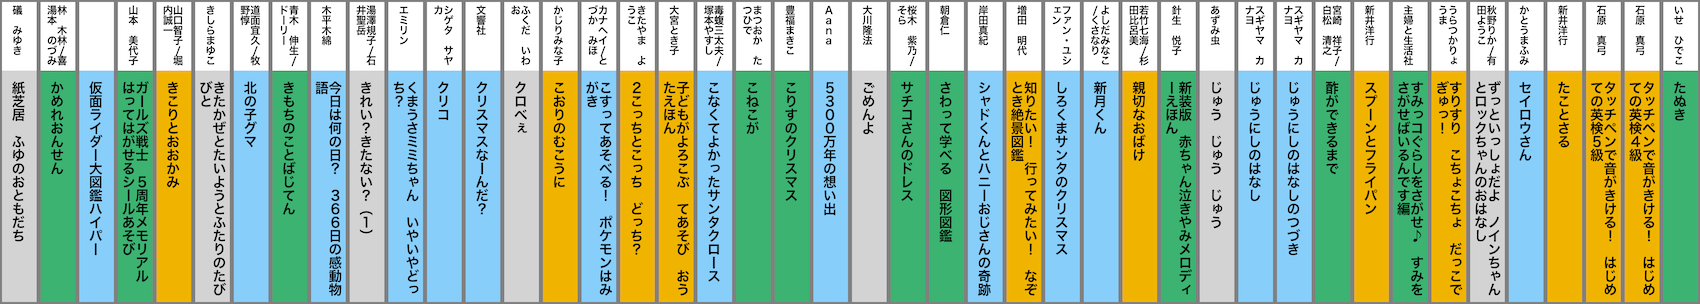 礒 みゆき
紙芝居 ふゆのおともだち
林 木林/喜
湯本 のづみ
かめれおんせん
仮面ライダー大図鑑ハイパー
山本 美代子
ガールズ戦士 5周年メモリアル
はってはがせるシールあそび
山口智子/堀
内誠一
きこりとおおかみ
きしらまゆこ
きたかぜとたいようとふたりのたび
びと
道面宜久/牧
野惇
北の子グマ
青木 伸生/
ドーリー
きもちのことばじてん
木平木綿
今日は何の日? 366日の感動物
語
湯澤規子/石
井聖岳
きれい?きたない? (1)
エミリン
くまうさミミちゃん いやいやどっ
ち?
シゲタ サヤ
カ
クリコ
文響社
クリスマスなーんだ?
ふくだ いわ
お
クロベぇ
かじりみな子
こおりのむこうに
カナヘイ/と
づか みほ
こすってあそべる! ポケモンはみ
がき
きたやま よ
うこ
2こっちとこっち どっち?
大宮とき子
子どもがよろこぶ てあそび おう
たえほん
毒蝮三太夫/
塚本やすし
こなくてよかったサンタクロース
まつおか た
つひで
こねこが
豊福まきこ
こりすのクリスマス
Aana
5300万年の想い出
大川隆法
ごめんよ
桜木 紫乃/
そら
サチコさんのドレス
朝倉仁
さわって学べる 図形図鑑
岸田真紀
シャドくんとハニーおじさんの奇跡
増田 明代
知りたい! 行ってみたい! なぞ
とき絶景図鑑
ファン・ユシ
ェン
しろくまサンタのクリスマス
よしだみなこ
/くさなり
新月くん
若竹七海/杉
田比呂美
親切なおばけ
針生 悦子
新装版 赤ちゃん泣きやみメロディ
ーえほん
あずみ虫
じゅう じゅう じゅう
スギヤマ カ
ナヨ
じゅうにしのはなし
スギヤマ カ
ナヨ
じゅうにしのはなしのつづき
宮崎 祥子/
白松 清之
酢ができるまで
新井洋行
スプーンとフライパン
主婦と生活社
すみっコぐらしをさがせ♪ すみを
さがせばいるんです編
うらつかりょ
うま
すりすり こちょこちょ だっこで
ぎゅっ!
秋野りか/有
田ようこ
ずっといっしょだよ ノインちゃん
とロックちゃんのおはなし
かとうまふみ
セイロウさん
新井洋行
たことさる
石原 真弓
タッチペンで音がきける! はじめ
ての英検5級
石原 真弓
タッチペンで音がきける! はじめ
ての英検4級
いせ ひでこ
たぬき